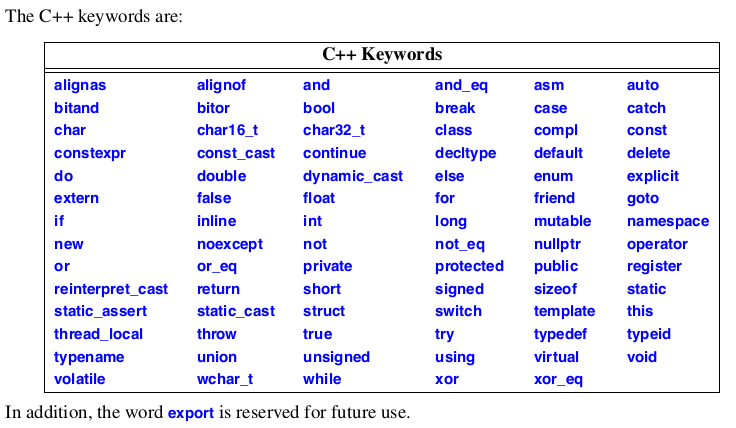 The C++ keywords are:
C++ Keywords
alignas alignof and and_eq asm auto
bitand bitor bool break case catch
char char16_t char32_t class compl const
constexpr const_cast continue decltype default delete
do double dynamic_cast else enum explicit
extern false float for friend goto
if inline int long mutable namespace
new noexcept not not_eq nullptr operator
or or_eq private protected public register
reinterpret_cast return short signed sizeof static
static_assert static_cast struct switch template this
thread_local throw true try typedef typeid
typename union unsigned using virtual void
volatile wchar_t while xor xor_eq
In addition, the word export is reserved for future use.